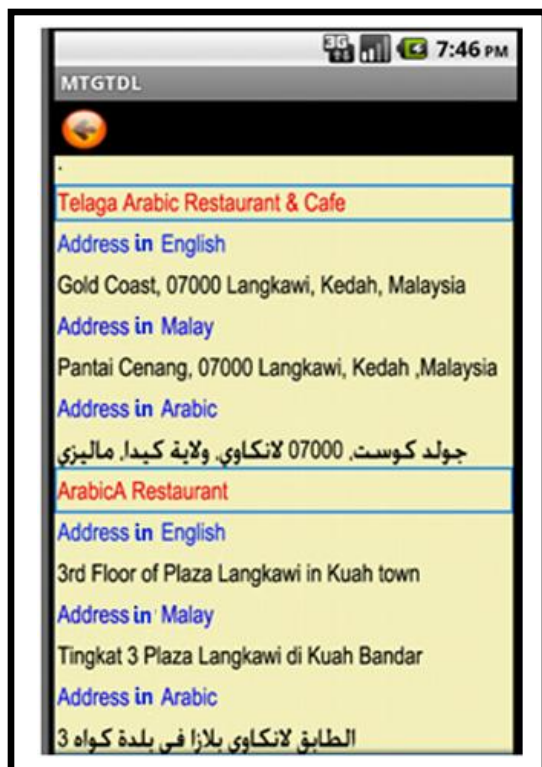 3G
7:46 PM
MTGTDL
.
Telaga Arabic Restaurant & Cafe
Address in English
Gold Coast, 07000 Langkawi, Kedah, Malaysia
Address in Malay
Pantai Cenang, 07000 Langkawi, Kedah ,Malaysia
Address in Arabic
جولد كوست, 07000 لانكاوي, ولاية كيدا, ماليزي
ArabicA Restaurant
Address in English
3rd Floor of Plaza Langkawi in Kuah town
Address in Malay
Tingkat 3 Plaza Langkawi di Kuah Bandar
Address in Arabic
الطابق لانكاوي بلازا في بلدة كواه 3